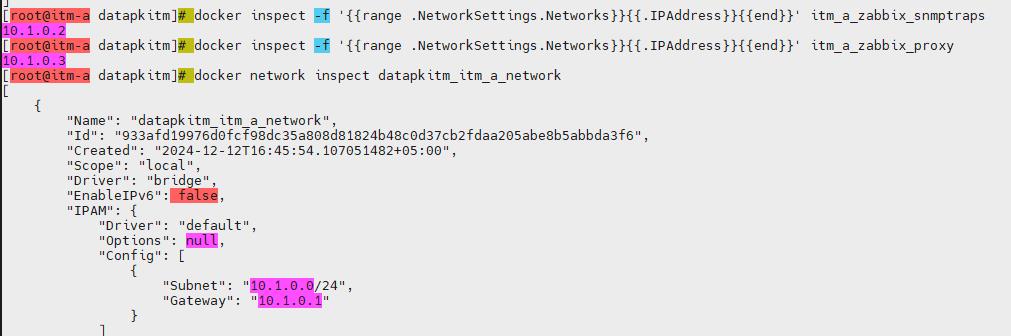 ]
[root@itm-a datapkitm]# docker inspect -f '{{range .NetworkSettings.Networks}}{{.IPAddress}}{{end}}' itm_a_zabbix_snmptraps
10.1.0.2
[root@itm-a datapkitm]# docker inspect -f '{{range .NetworkSettings.Networks}}{{.IPAddress}}{{end}}' itm_a_zabbix_proxy
10.1.0.3
[root@itm-a datapkitm]# docker network inspect datapkitm_itm_a_network
[
    {
        "Name": "datapkitm_itm_a_network",
        "Id": "933afd19976d0fcf98dc35a808d81824b48c0d37cb2fdaa205abe8b5abbda3f6",
        "Created": "2024-12-12T16:45:54.107051482+05:00",
        "Scope": "local",
        "Driver": "bridge",
        "EnableIPv6": false,
        "IPAM": {
            "Driver": "default",
            "Options": null,
            "Config": [
                {
                    "Subnet": "10.1.0.0/24",
                    "Gateway": "10.1.0.1"
                }
            ]